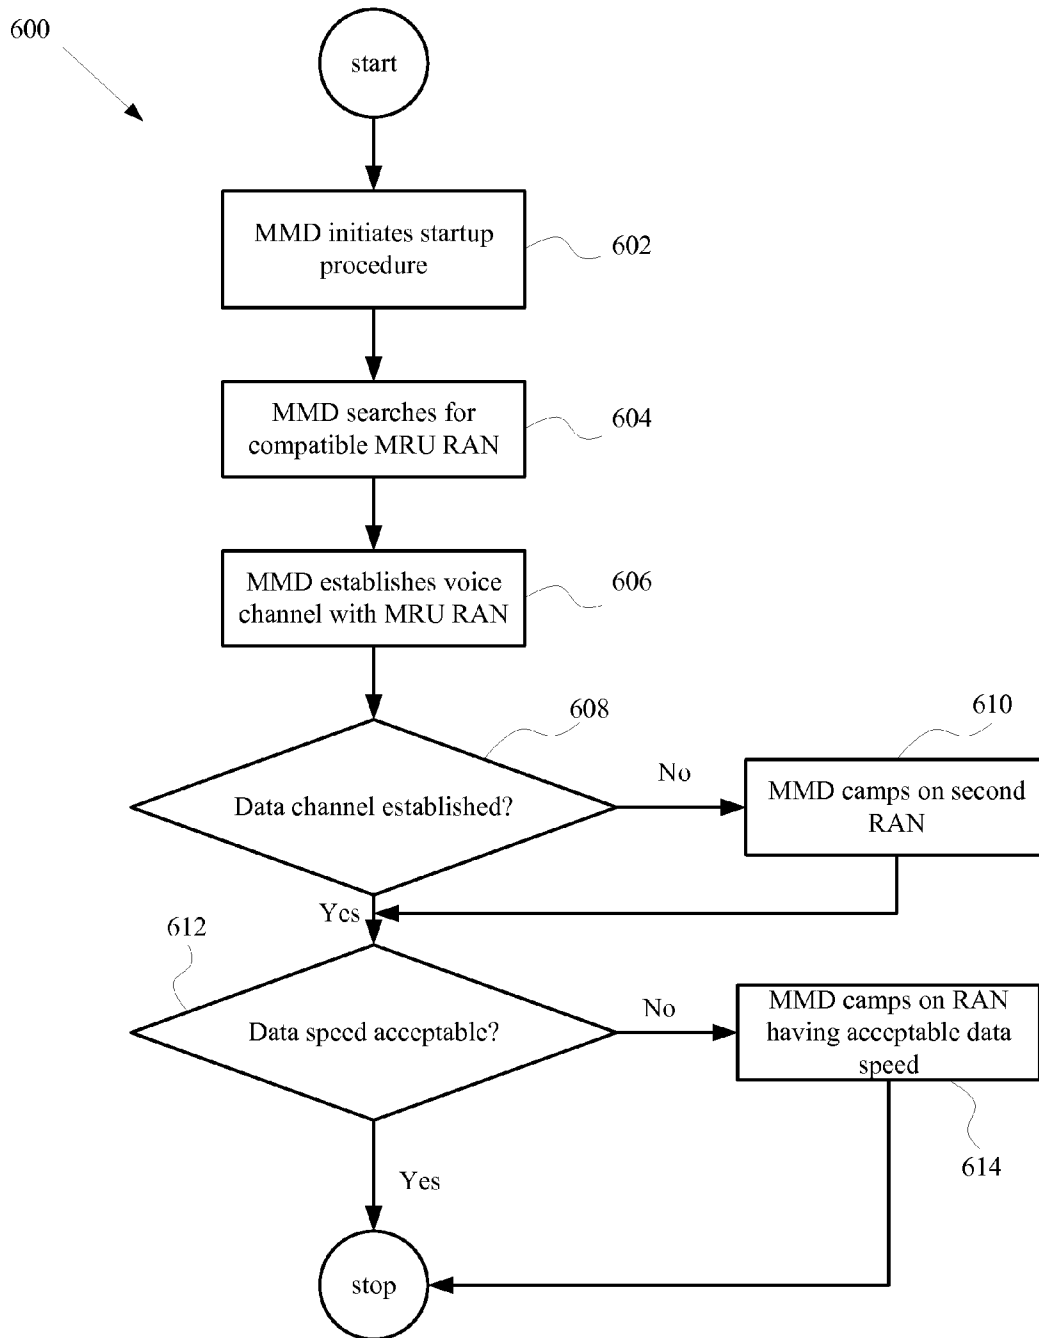 600
start
MMD initiates startup
procedure
602
MMD searches for
compatible MRU RAN
604
MMD establishes voice
channel with MRU RAN
606
608
Data channel established?
No
610
MMD camps on second
RAN
Yes
612
Data speed acceptable?
No
MMD camps on RAN
having acceptable data
speed
614
Yes
stop